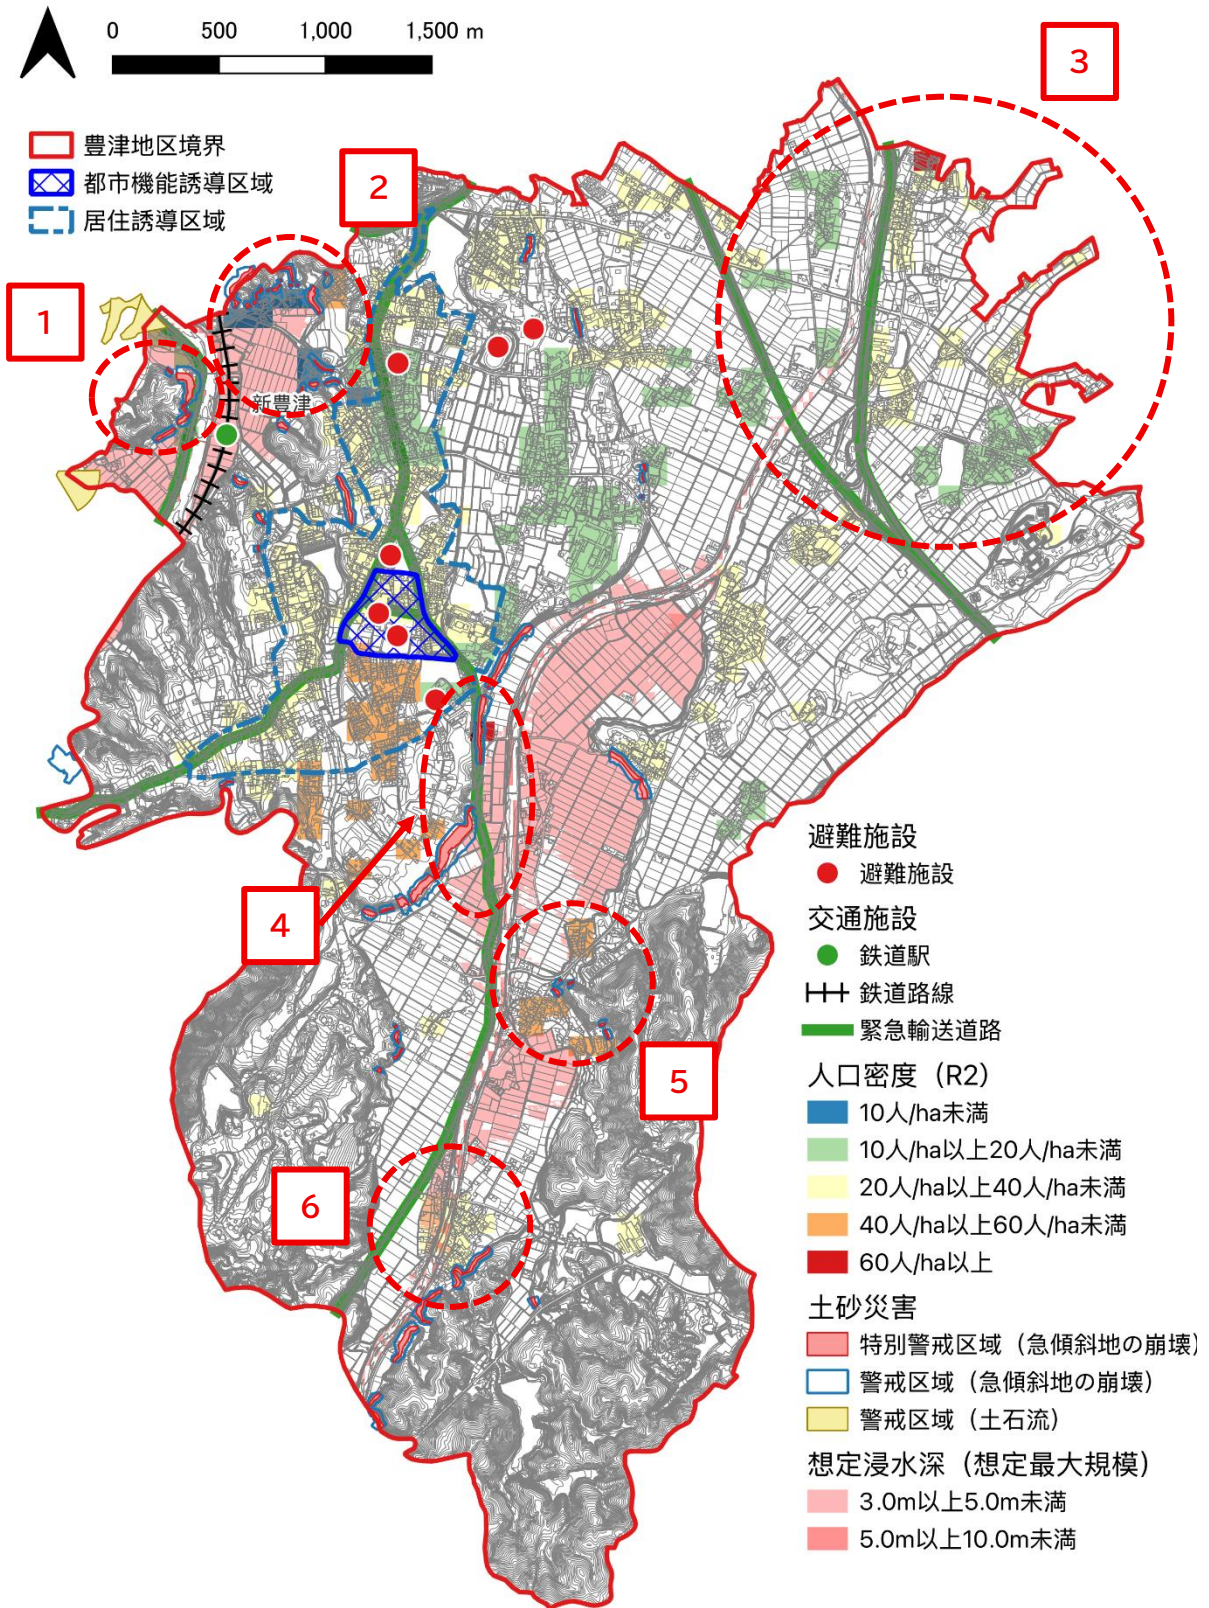 0 500 1,000 1,500 m
豊津地区境界
都市機能誘導区域
居住誘導区域
3
2
1
新豊津
4
5
6
避難施設
避難施設
交通施設
鉄道駅
鉄道路線
緊急輸送道路
人口密度（R2）
10人/ha未満
10人/ha以上20人/ha未満
20人/ha以上40人/ha未満
40人/ha以上60人/ha未満
60人/ha以上
土砂災害
特別警戒区域（急傾斜地の崩壊）
警戒区域（急傾斜地の崩壊）
警戒区域（土石流）
想定浸水深（想定最大規模）
3.0m以上5.0m未満
5.0m以上10.0m未満